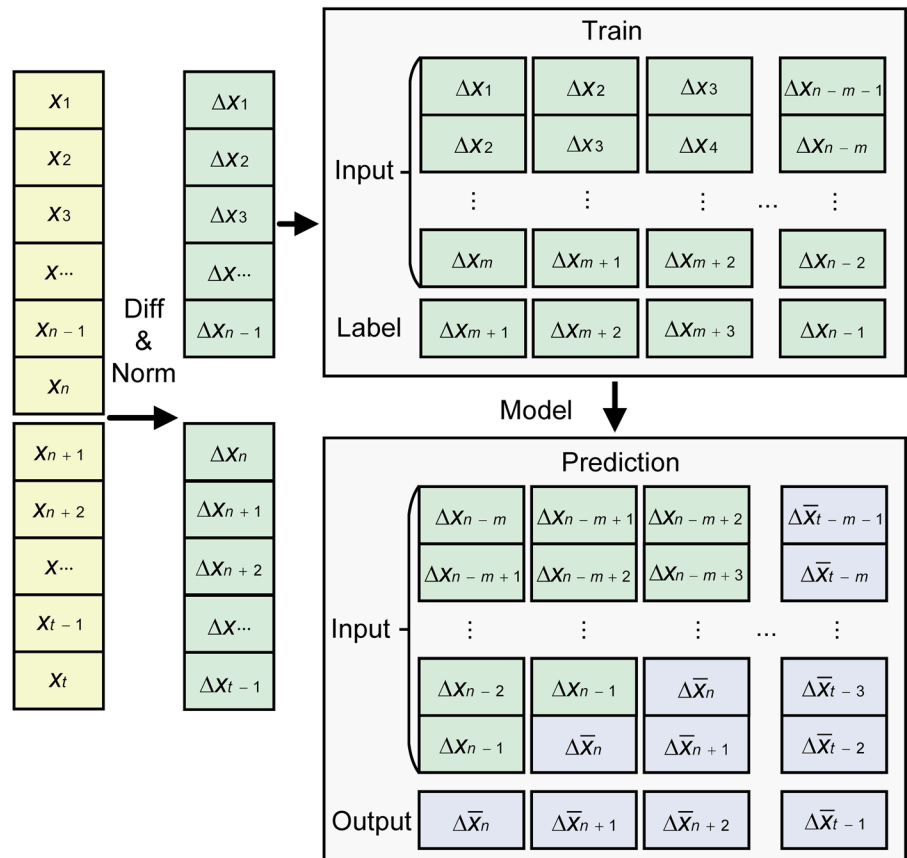 x1
x2
x3
x...
xn − 1
xn
xn + 1
xn + 2
x...
xt − 1
xt
Diff
&
Norm
Δx1
Δx2
Δx3
Δx...
Δxn − 1
Δxn
Δxn + 1
Δxn + 2
Δx...
Δxt − 1
Train
Input
Δx1 Δx2 Δx3 Δxn − m − 1
Δx2 Δx3 Δx4 Δxn − m
⋮ ⋮ ⋮ ... ⋮
Δxm Δxm + 1 Δxm + 2 Δxn − 2
Label Δxm + 1 Δxm + 2 Δxm + 3 Δxn − 1
Model
Prediction
Input
Δxn − m Δxn − m + 1 Δxn − m + 2 Δx̅t − m − 1
Δxn − m + 1 Δxn − m + 2 Δxn − m + 3 Δx̅t − m
⋮ ⋮ ⋮ ... ⋮
Δxn − 2 Δxn − 1 Δx̅n Δx̅t − 3
Δxn − 1 Δx̅n Δx̅n + 1 Δx̅t − 2
Output Δx̅n Δx̅n + 1 Δx̅n + 2 Δx̅t − 1